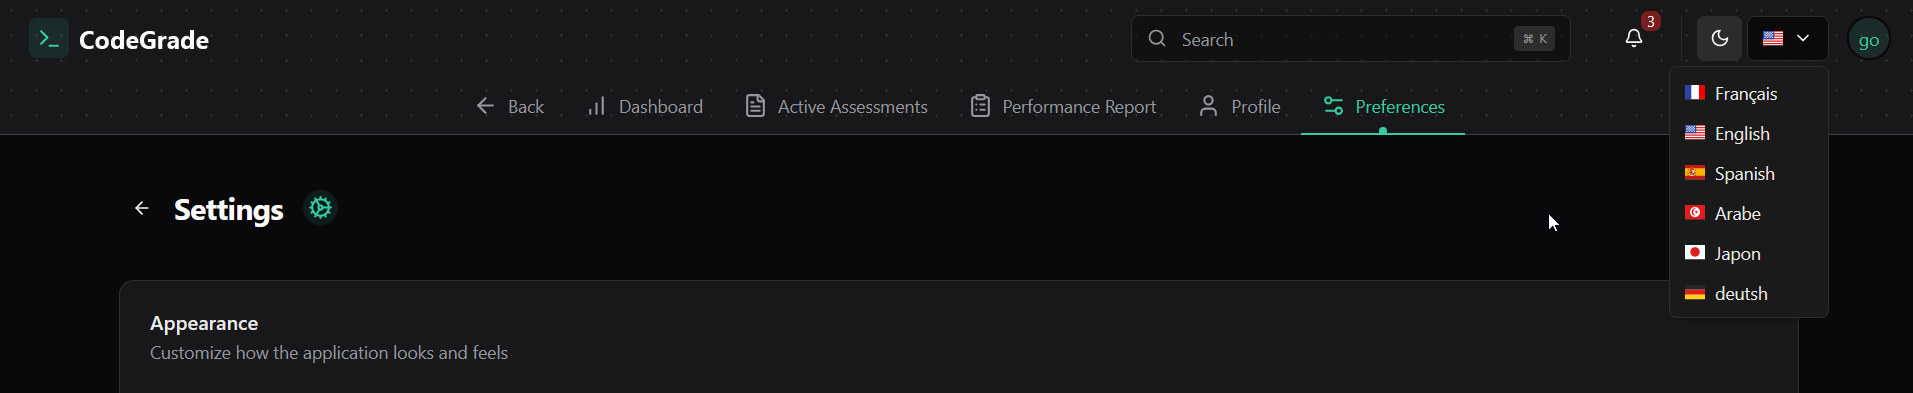 CodeGrade
Search ⌘ K
3
go
Back Dashboard Active Assessments Performance Report Profile Preferences
Français
English
Spanish
Arabe
Japon
deutsh
Settings
Appearance
Customize how the application looks and feels